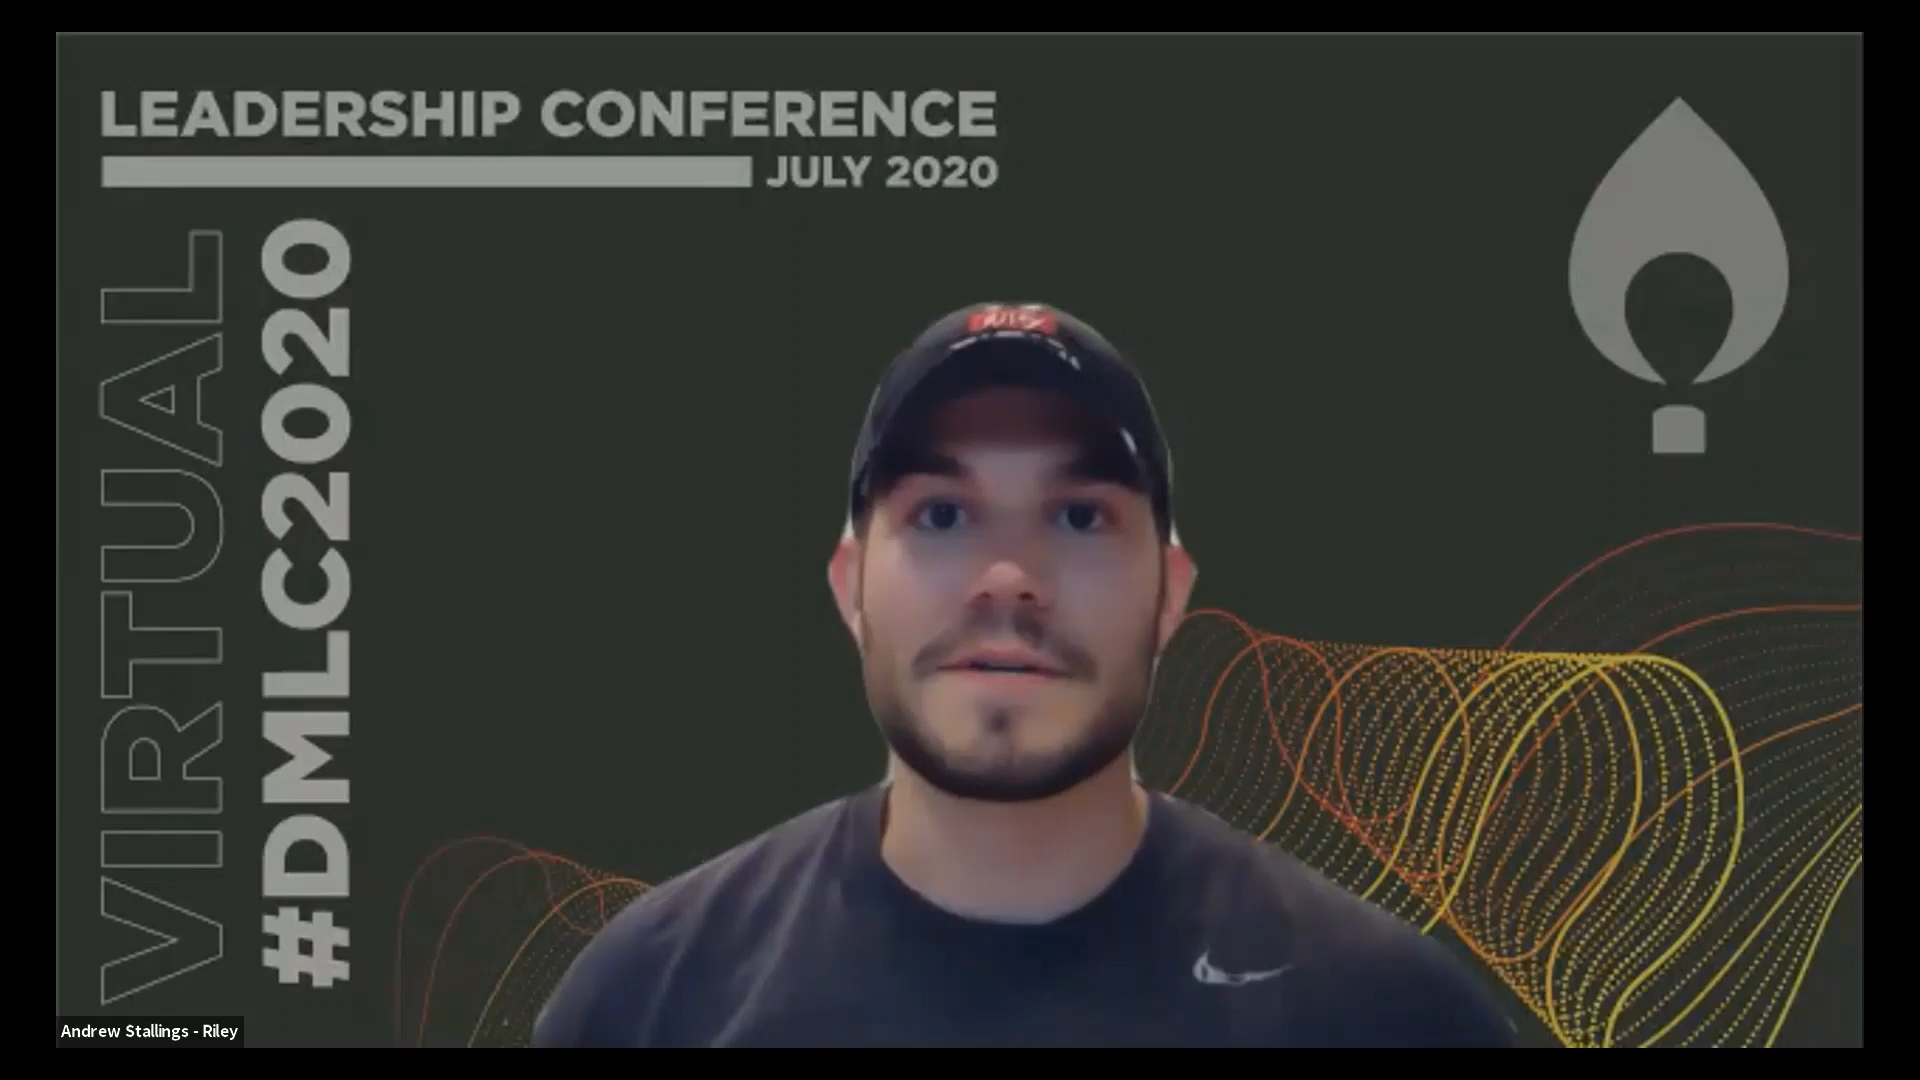 LEADERSHIP CONFERENCE
JULY 2020
VIRTUAL
#DMLC2020
Andrew Stallings - Riley